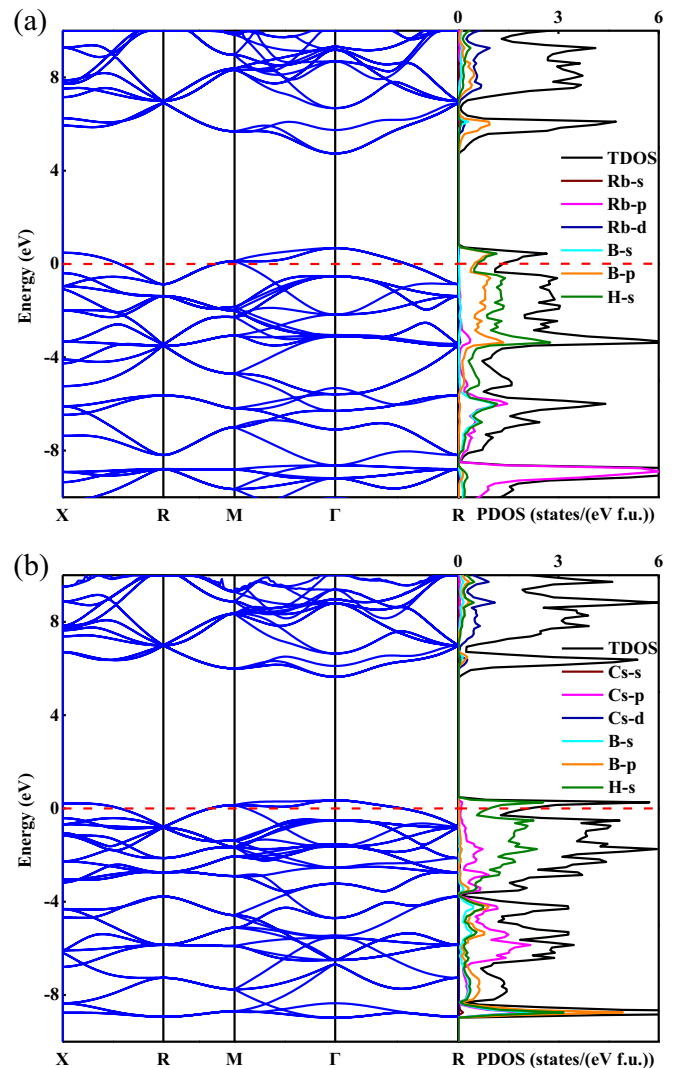 (a)
0 3 6
8
4
0
-4
-8
Energy (eV)
TDOS
Rb-s
Rb-p
Rb-d
B-s
B-p
H-s
X R M Γ R PDOS (states/(eV f.u.))
(b)
0 3 6
8
4
0
-4
-8
Energy (eV)
TDOS
Cs-s
Cs-p
Cs-d
B-s
B-p
H-s
X R M Γ R PDOS (states/(eV f.u.))